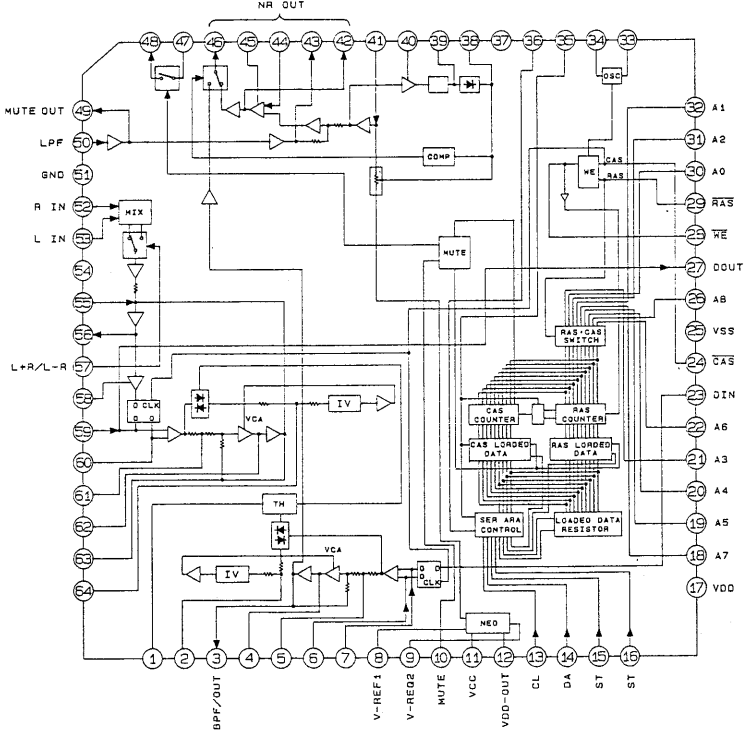 NR OUT
48 47 46 45 44 43 42 41 40 39 38 37 36 35 34 33
OSC
MUTE OUT 49
32 A1
LPF 50
31 A2
GND 51
COMP
WE
CAS
RAS
30 A0
R IN 52
MIX
29 RAS
L IN 53
MUTE
28 WE
54
27 DOUT
55
26 A8
56
RAS·CAS
SWITCH
25 VSS
L+R/L-R 57
24 CAS
58
D CLK
Q Q
IV
VCA
CAS
COUNTER
RAS
COUNTER
23 DIN
59
22 A6
60
CAS LOADED
DATA
RAS LOADED
DATA
21 A3
61
TH
20 A4
62
SER ARA
CONTROL
LOADED DATA
RESISTOR
19 A5
63
VCA
18 A7
64
IV
Q D
CLK
17 VDD
NEO
1 2 3 4 5 6 7 8 9 10 11 12 13 14 15 16
BPF/OUT
V-REF1
V-REQ2
MUTE
VCC
VDD-OUT
CL
DA
ST
ST